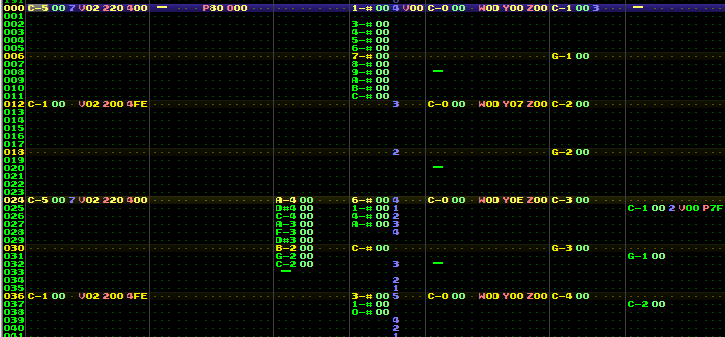 000 C-5 00 7 V02 220 400 — P80 000 1-# 00 4 V00 C-0 00 W0D Y00 Z00 C-1 00 3 —
001
002 3-# 00
003 4-# 00
004 5-# 00
005 6-# 00
006 7-# 00 G-1 00
007 8-# 00
008 9-# 00 —
009 A-# 00
010 B-# 00
011 C-# 00
012 C-1 00 V02 200 4FE 3 C-0 00 W0D Y07 Z00 C-2 00
013
014
015
016
017
018 2 G-2 00
019
020 —
021
022
023
024 C-5 00 7 V02 220 400 A-4 00 6-# 00 4 C-0 00 W0D Y0E Z00 C-3 00
025 D#4 00 1-# 00 1 C-1 00 2 V00 P7F
026 C-4 00 4-# 00 2
027 A-3 00 A-# 00 3
028 F-3 00 4
029 D#3 00
030 B-2 00 C-# 00 G-3 00
031 G-2 00 G-1 00
032 C-2 00 3 —
033 —
034 2
035 1
036 C-1 00 V02 200 4FE 3-# 00 5 C-0 00 W0D Y00 Z00 C-4 00
037 1-# 00 C-2 00
038 0-# 00
039 4
040 2
041 1